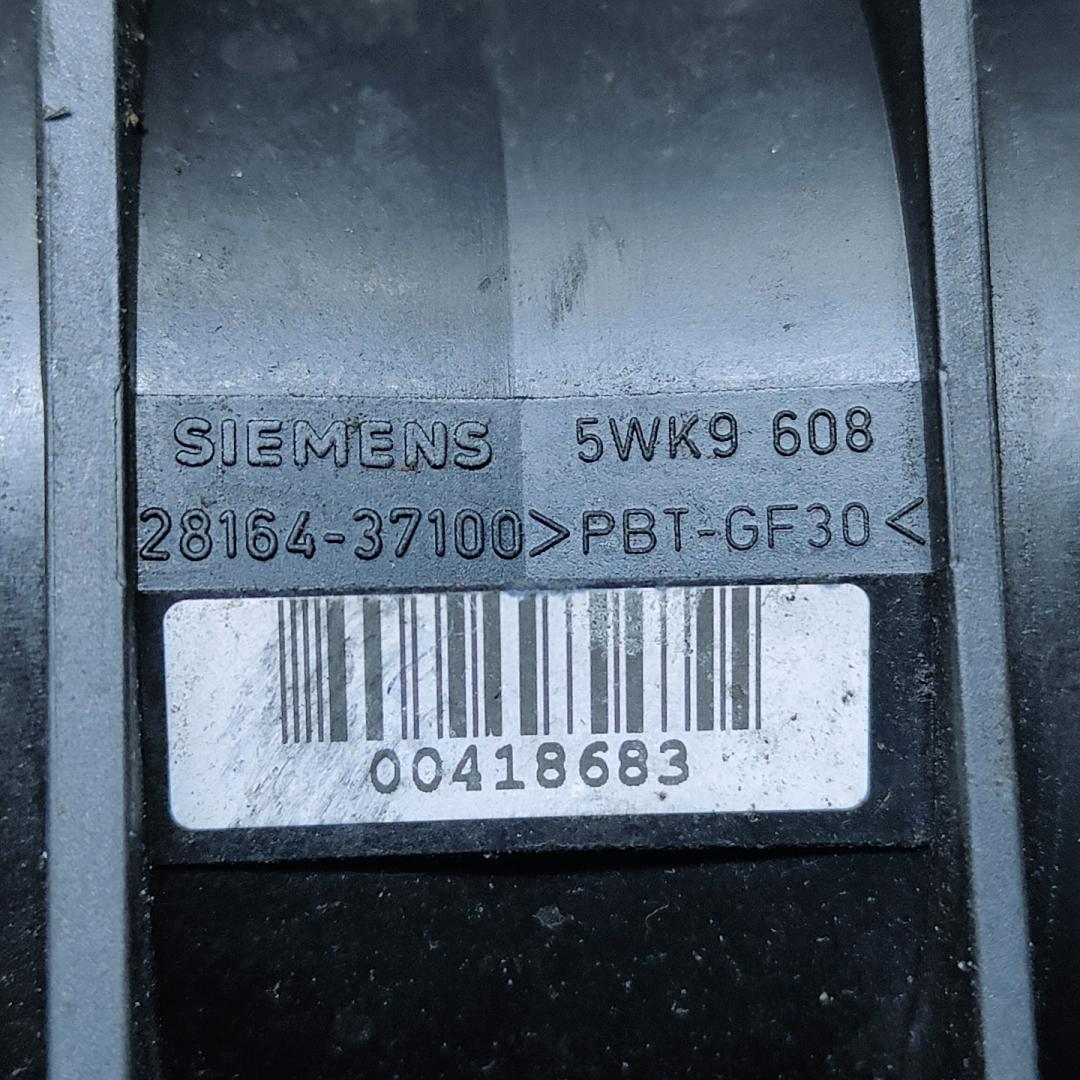 SIEMENS 5WK9 608
28164-37100 >PBT-GF30<
00418683